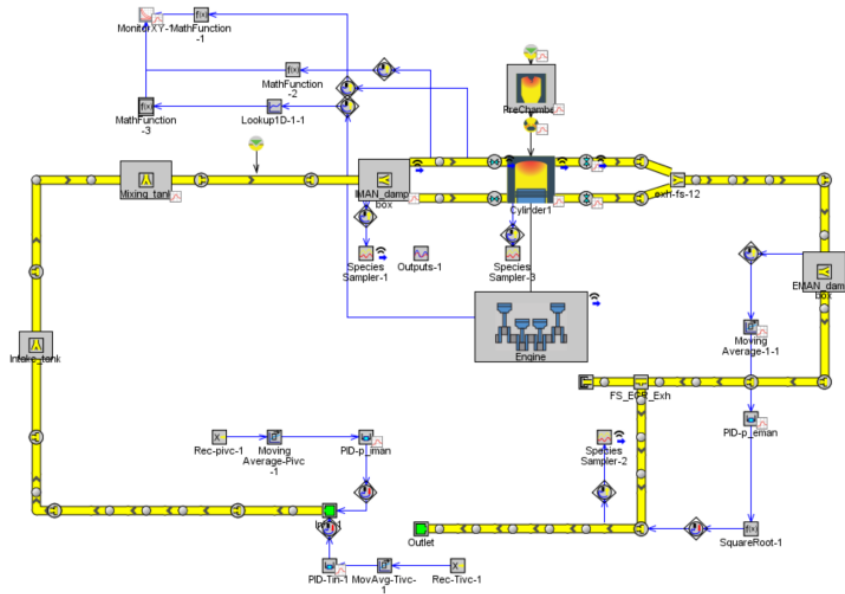 MonitorXY-1
MathFunction
-1
MathFunction
-2
MathFunction
-3
Lookup1D-1-1
PreChamber
Mixing_tank
IMAN_damp
box
Cylinder1
exh-fs-12
Species
Sampler-1
Outputs-1
Species
Sampler-3
EMAN_damp
box
Engine
Moving
Average-1-1
Intake_tank
FS_EGR_Exh
Rec-pivc-1
Moving
Average-Pivc
-1
PID-p_iman
Species
Sampler-2
PID-p_eman
Outlet
SquareRoot-1
PID-Tin-1
MovAvg-Tivc-
1
Rec-Tivc-1